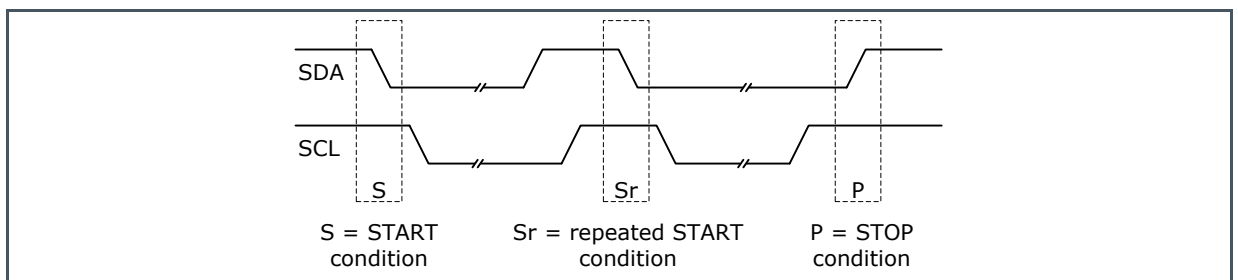 SDA
SCL
S
Sr
P
S = START
condition
Sr = repeated START
condition
P = STOP
condition